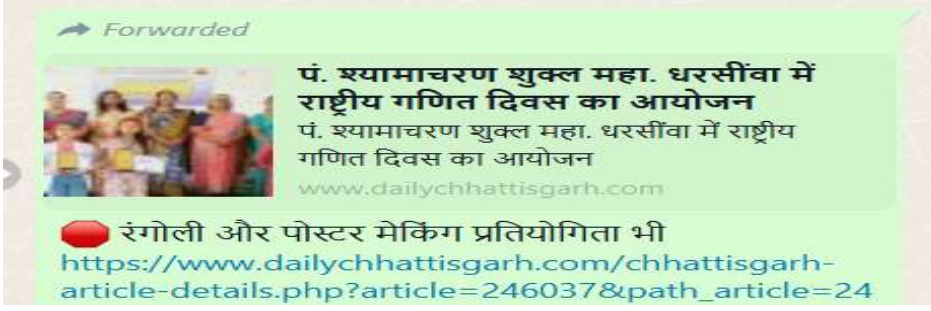 Forwarded
पं. श्यामाचरण शुक्ल महा. धरसींवा में
राष्ट्रीय गणित दिवस का आयोजन
पं. श्यामाचरण शुक्ल महा. धरसींवा में राष्ट्रीय
गणित दिवस का आयोजन
www.dailychhattisgarh.com
रंगोली और पोस्टर मेकिंग प्रतियोगिता भी
https://www.dailychhattisgarh.com/chhattisgarh-
article-details.php?article=246037&path_article=24